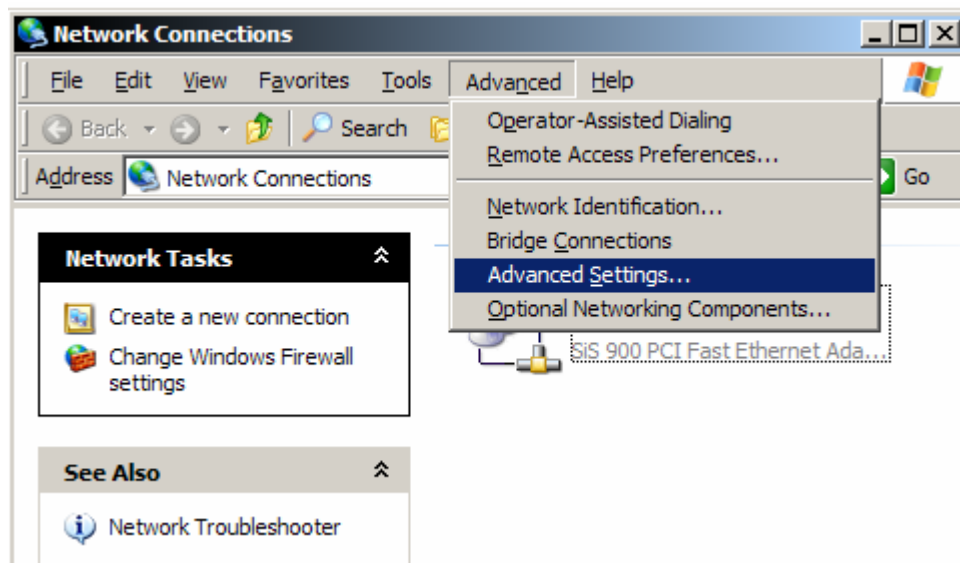 Network Connections
File Edit View Favorites Tools Advanced Help
Back Search
Address Network Connections Go
Operator-Assisted Dialing
Remote Access Preferences...
Network Identification...
Bridge Connections
Advanced Settings...
Optional Networking Components...
Network Tasks
Create a new connection
Change Windows Firewall
settings
SiS 900 PCI Fast Ethernet Ada...
See Also
Network Troubleshooter